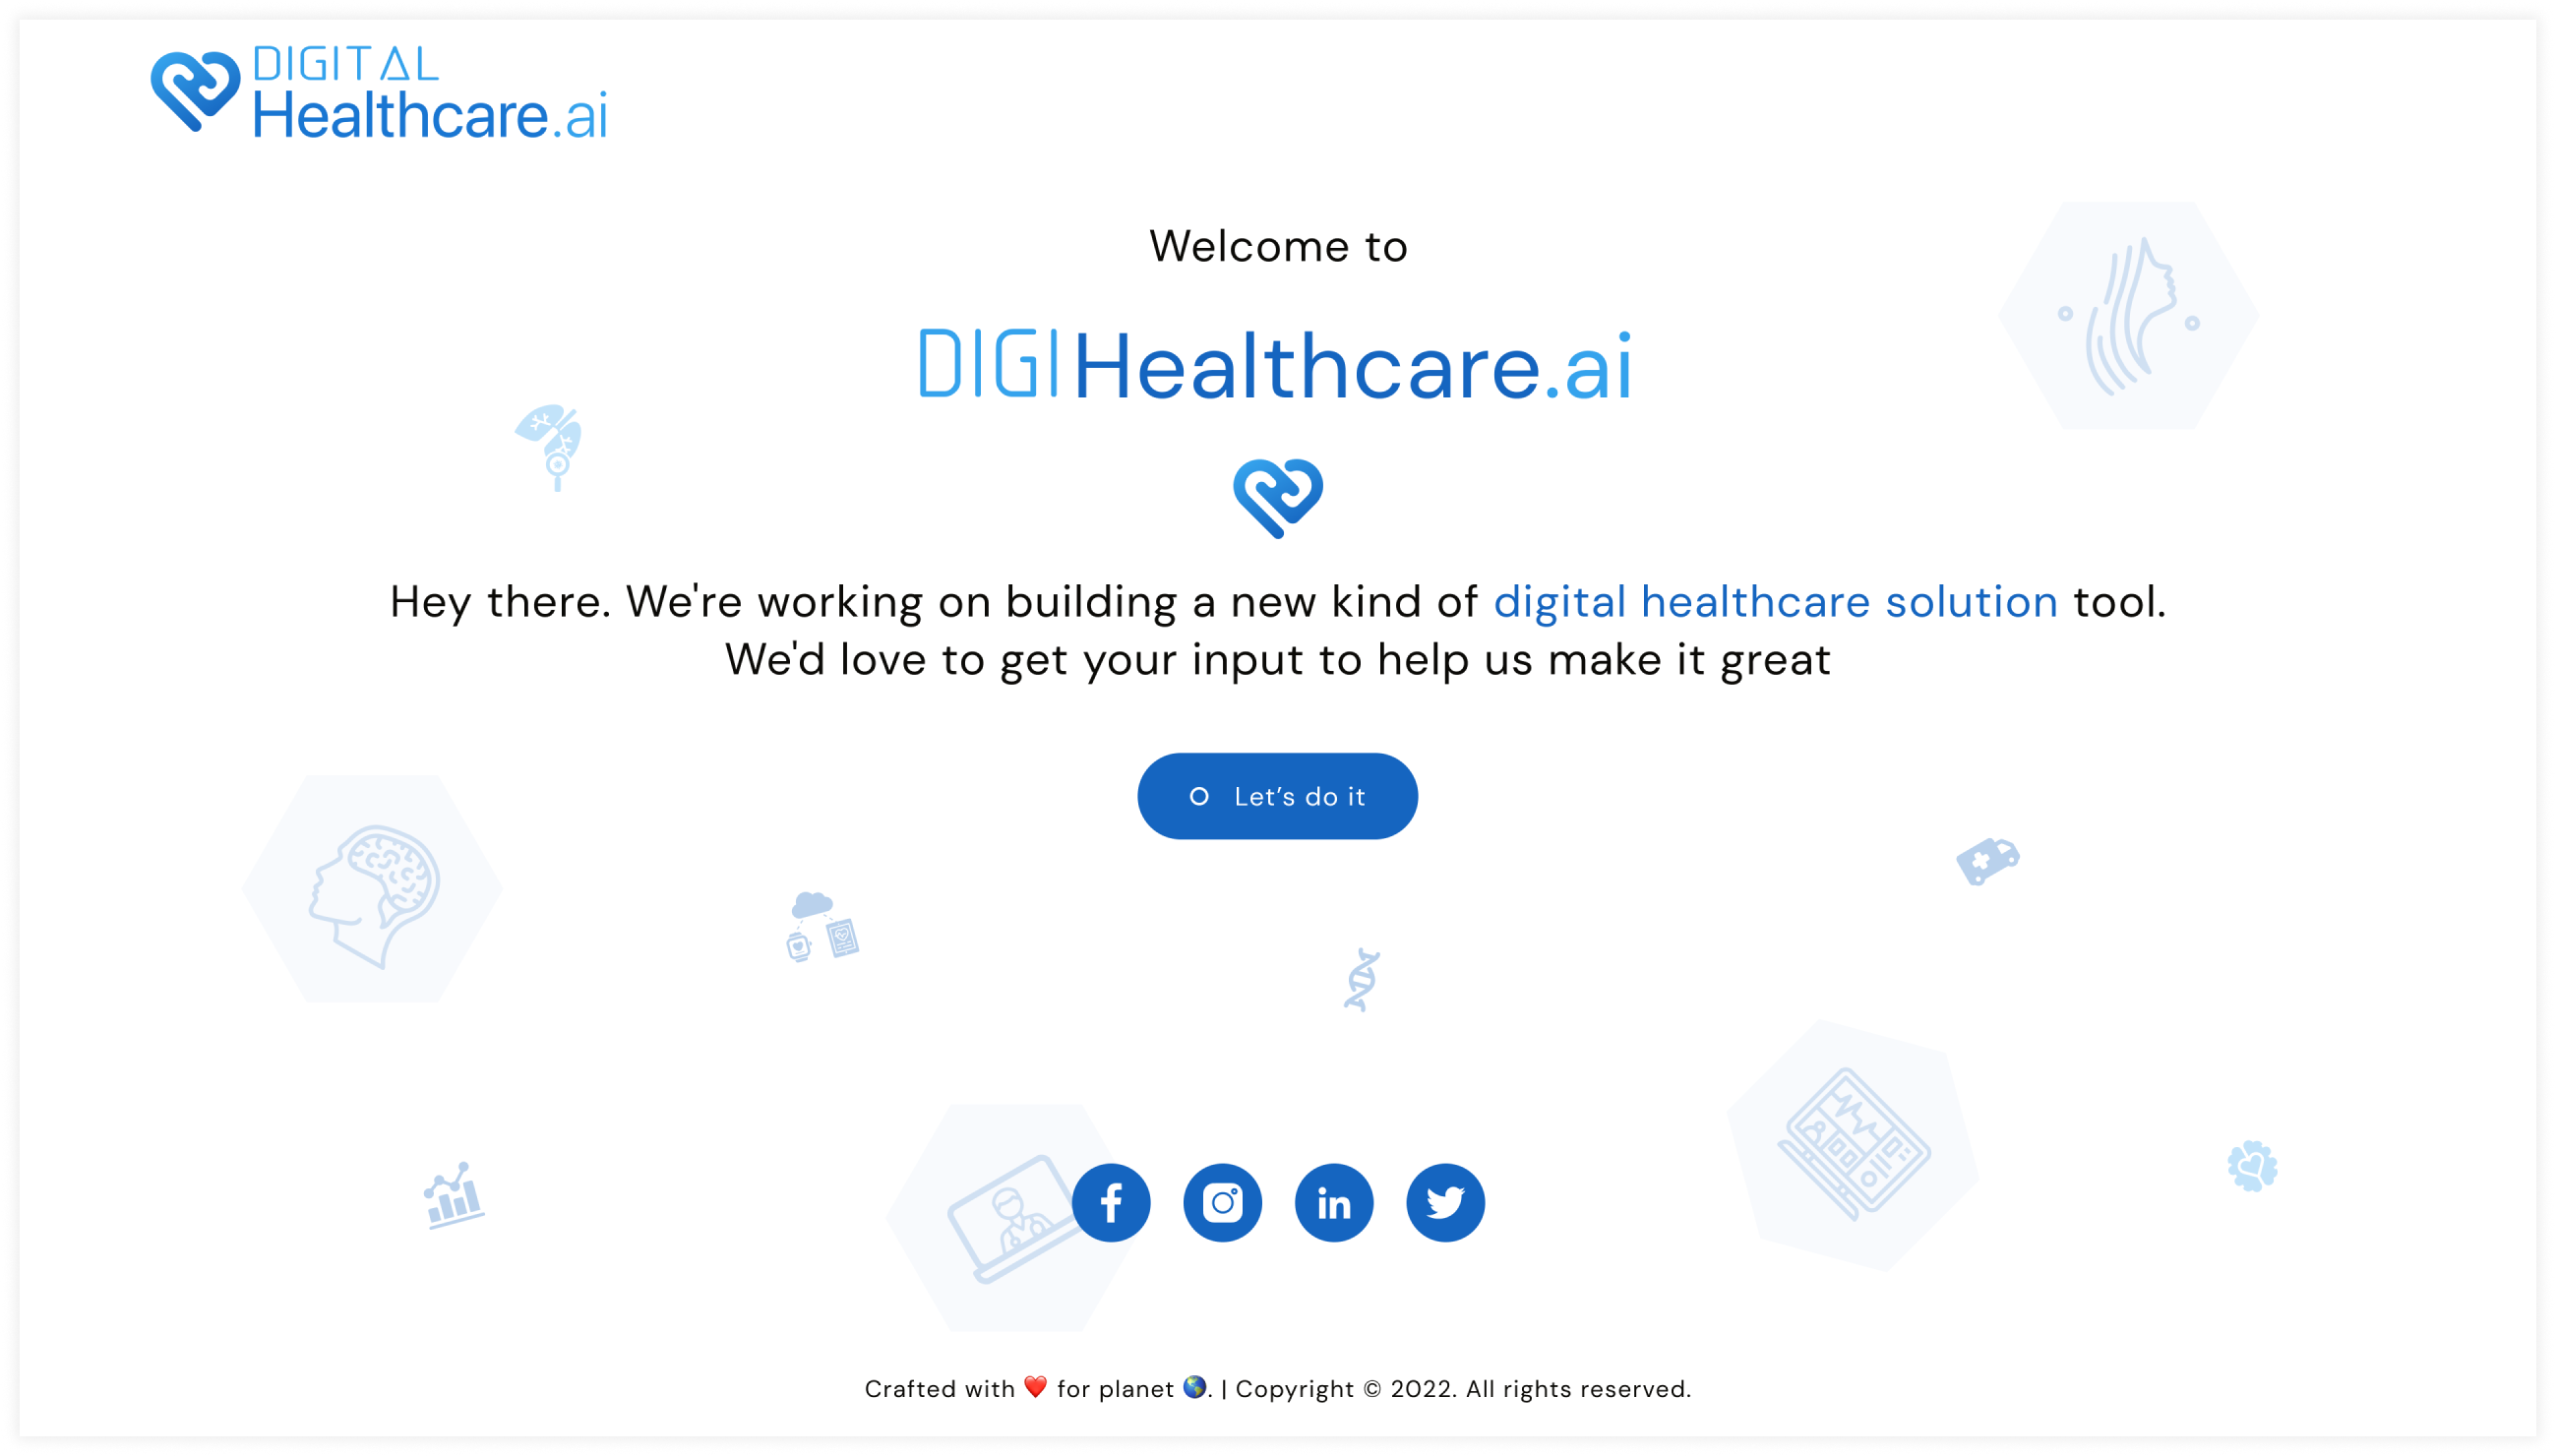 DIGITAL
Healthcare.ai
Welcome to
DIGI Healthcare.ai
Hey there. We're working on building a new kind of digital healthcare solution tool.
We'd love to get your input to help us make it great
Let’s do it
Crafted with ❤️ for planet 🌎. | Copyright © 2022. All rights reserved.